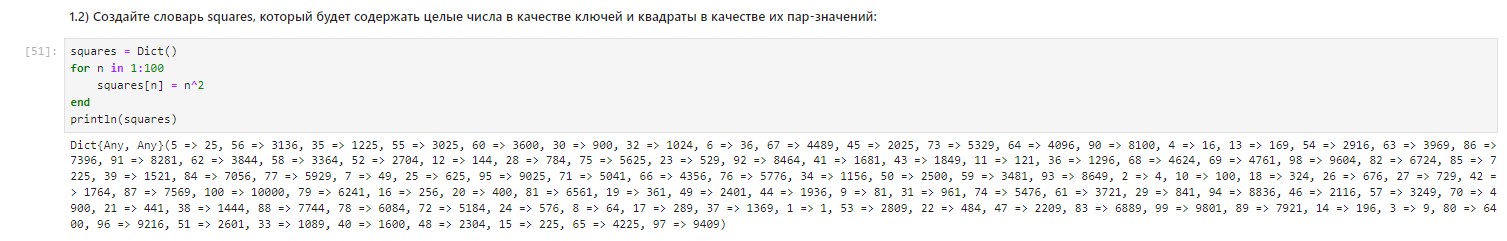 1.2) Создайте словарь squares, который будет содержать целые числа в качестве ключей и квадраты в качестве их пар-значений:
[51]: squares = Dict()
for n in 1:100
    squares[n] = n^2
end
println(squares)
Dict{Any, Any}(5 => 25, 56 => 3136, 35 => 1225, 55 => 3025, 60 => 3600, 30 => 900, 32 => 1024, 6 => 36, 67 => 4489, 45 => 2025, 73 => 5329, 64 => 4096, 90 => 8100, 4 => 16, 13 => 169, 54 => 2916, 63 => 3969, 86 =>
7396, 91 => 8281, 62 => 3844, 58 => 3364, 52 => 2704, 12 => 144, 28 => 784, 75 => 5625, 23 => 529, 92 => 8464, 41 => 1681, 43 => 1849, 11 => 121, 36 => 1296, 68 => 4624, 69 => 4761, 98 => 9604, 82 => 6724, 85 => 7
225, 39 => 1521, 84 => 7056, 77 => 5929, 7 => 49, 25 => 625, 95 => 9025, 71 => 5041, 66 => 4356, 76 => 5776, 34 => 1156, 50 => 2500, 59 => 3481, 93 => 8649, 2 => 4, 10 => 100, 18 => 324, 26 => 676, 27 => 729, 42 =
> 1764, 87 => 7569, 100 => 10000, 79 => 6241, 16 => 256, 20 => 400, 81 => 6561, 19 => 361, 49 => 2401, 44 => 1936, 9 => 81, 31 => 961, 74 => 5476, 61 => 3721, 29 => 841, 94 => 8836, 46 => 2116, 57 => 3249, 70 => 4
900, 21 => 441, 38 => 1444, 88 => 7744, 78 => 6084, 72 => 5184, 24 => 576, 8 => 64, 17 => 289, 37 => 1369, 1 => 1, 53 => 2809, 22 => 484, 47 => 2209, 83 => 6889, 99 => 9801, 89 => 7921, 14 => 196, 3 => 9, 80 => 64
00, 96 => 9216, 51 => 2601, 33 => 1089, 40 => 1600, 48 => 2304, 15 => 225, 65 => 4225, 97 => 9409)